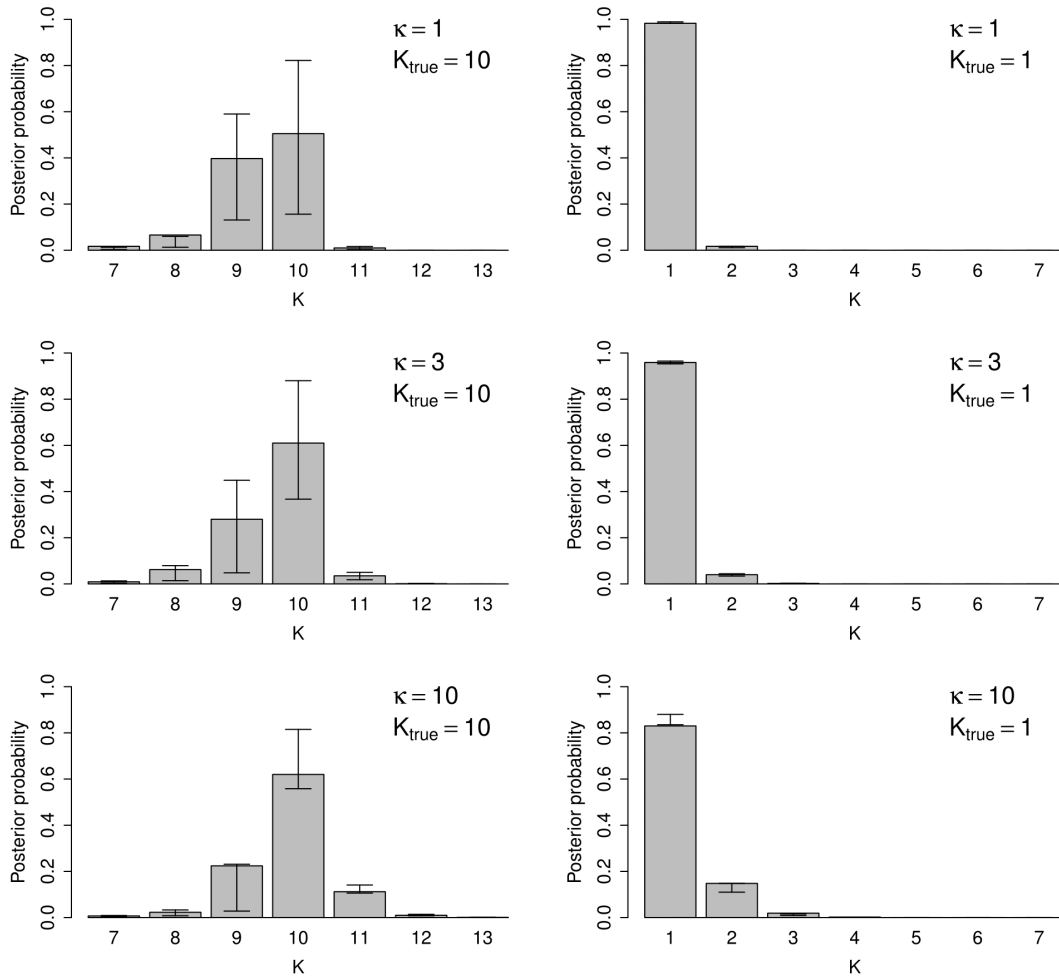 κ = 1
K_true = 10
Posterior probability
1.0
0.8
0.6
0.4
0.2
0.0
7 8 9 10 11 12 13
K
κ = 1
K_true = 1
Posterior probability
1.0
0.8
0.6
0.4
0.2
0.0
1 2 3 4 5 6 7
K
κ = 3
K_true = 10
Posterior probability
1.0
0.8
0.6
0.4
0.2
0.0
7 8 9 10 11 12 13
K
κ = 3
K_true = 1
Posterior probability
1.0
0.8
0.6
0.4
0.2
0.0
1 2 3 4 5 6 7
K
κ = 10
K_true = 10
Posterior probability
1.0
0.8
0.6
0.4
0.2
0.0
7 8 9 10 11 12 13
K
κ = 10
K_true = 1
Posterior probability
1.0
0.8
0.6
0.4
0.2
0.0
1 2 3 4 5 6 7
K